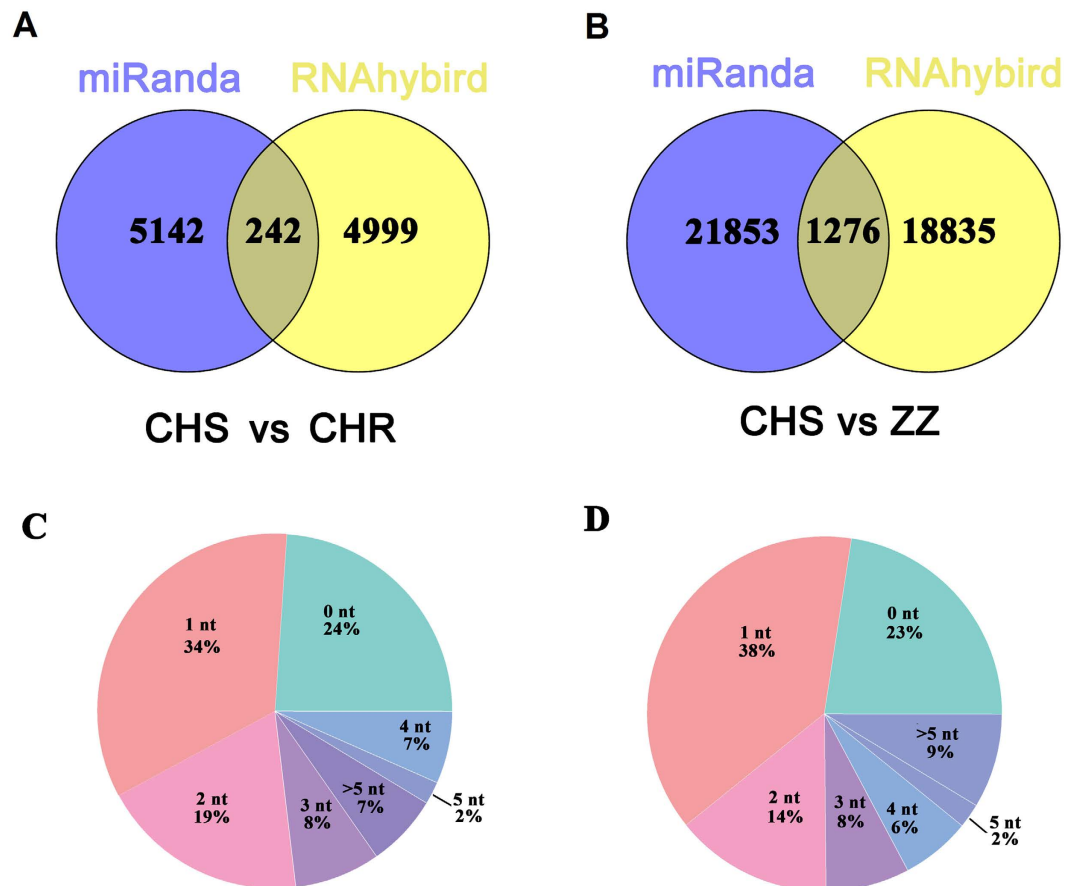 A
B
miRanda RNAhybird
miRanda RNAhybird
5142 242 4999
21853 1276 18835
CHS vs CHR
CHS vs ZZ
C
D
1 nt
34%
0 nt
24%
4 nt
7%
>5 nt
7%
5 nt
2%
3 nt
8%
2 nt
19%
1 nt
38%
0 nt
23%
>5 nt
9%
5 nt
2%
4 nt
6%
3 nt
8%
2 nt
14%